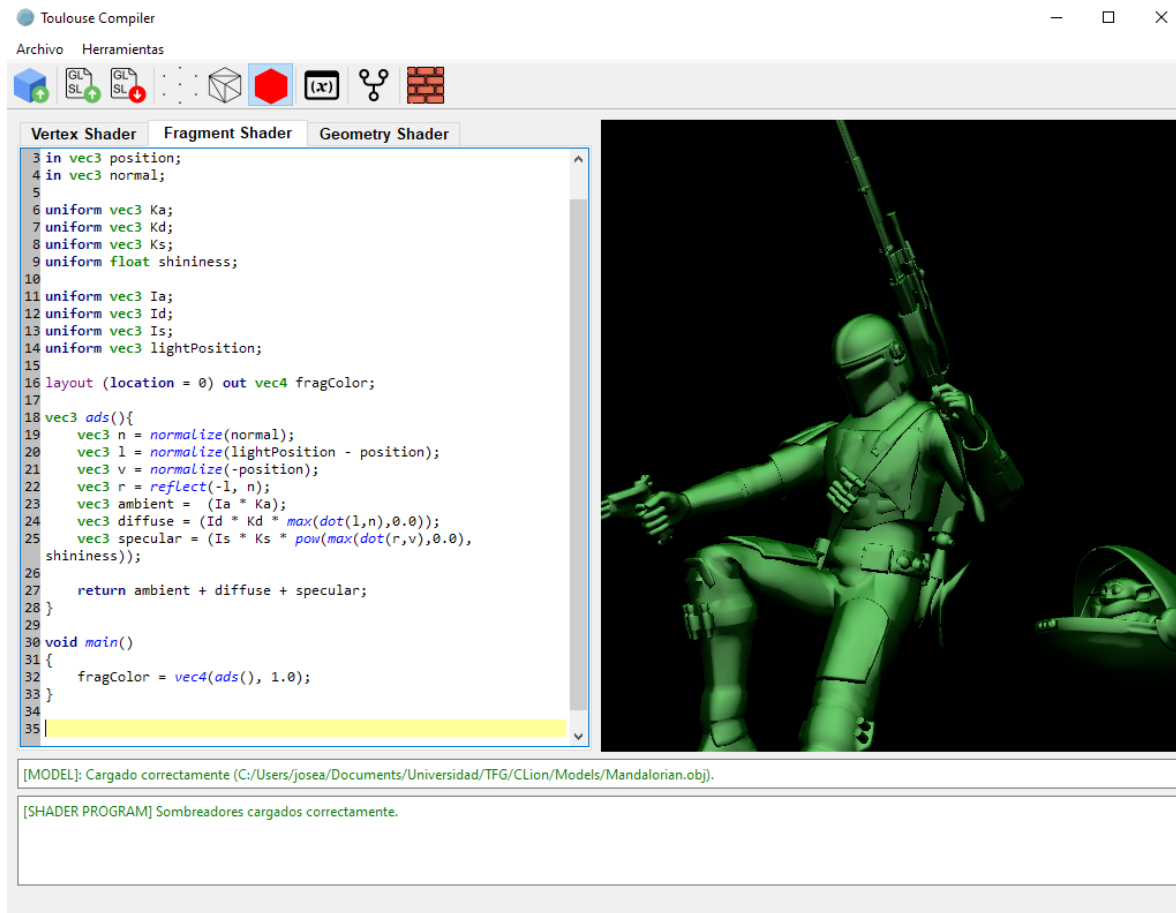 Toulouse Compiler
Archivo Herramientas
GL SL GL SL (x)
Vertex Shader Fragment Shader Geometry Shader
3 in vec3 position;
4 in vec3 normal;
5
6 uniform vec3 Ka;
7 uniform vec3 Kd;
8 uniform vec3 Ks;
9 uniform float shininess;
10
11 uniform vec3 Ia;
12 uniform vec3 Id;
13 uniform vec3 Is;
14 uniform vec3 lightPosition;
15
16 layout (location = 0) out vec4 fragColor;
17
18 vec3 ads(){
19     vec3 n = normalize(normal);
20     vec3 l = normalize(lightPosition - position);
21     vec3 v = normalize(-position);
22     vec3 r = reflect(-l, n);
23     vec3 ambient =  (Ia * Ka);
24     vec3 diffuse = (Id * Kd * max(dot(l,n),0.0));
25     vec3 specular = (Is * Ks * pow(max(dot(r,v),0.0),
shininess));
26
27     return ambient + diffuse + specular;
28 }
29
30 void main()
31 {
32     fragColor = vec4(ads(), 1.0);
33 }
34
35
[MODEL]: Cargado correctamente (C:/Users/josea/Documents/Universidad/TFG/CLion/Models/Mandalorian.obj).
[SHADER PROGRAM] Sombreadores cargados correctamente.